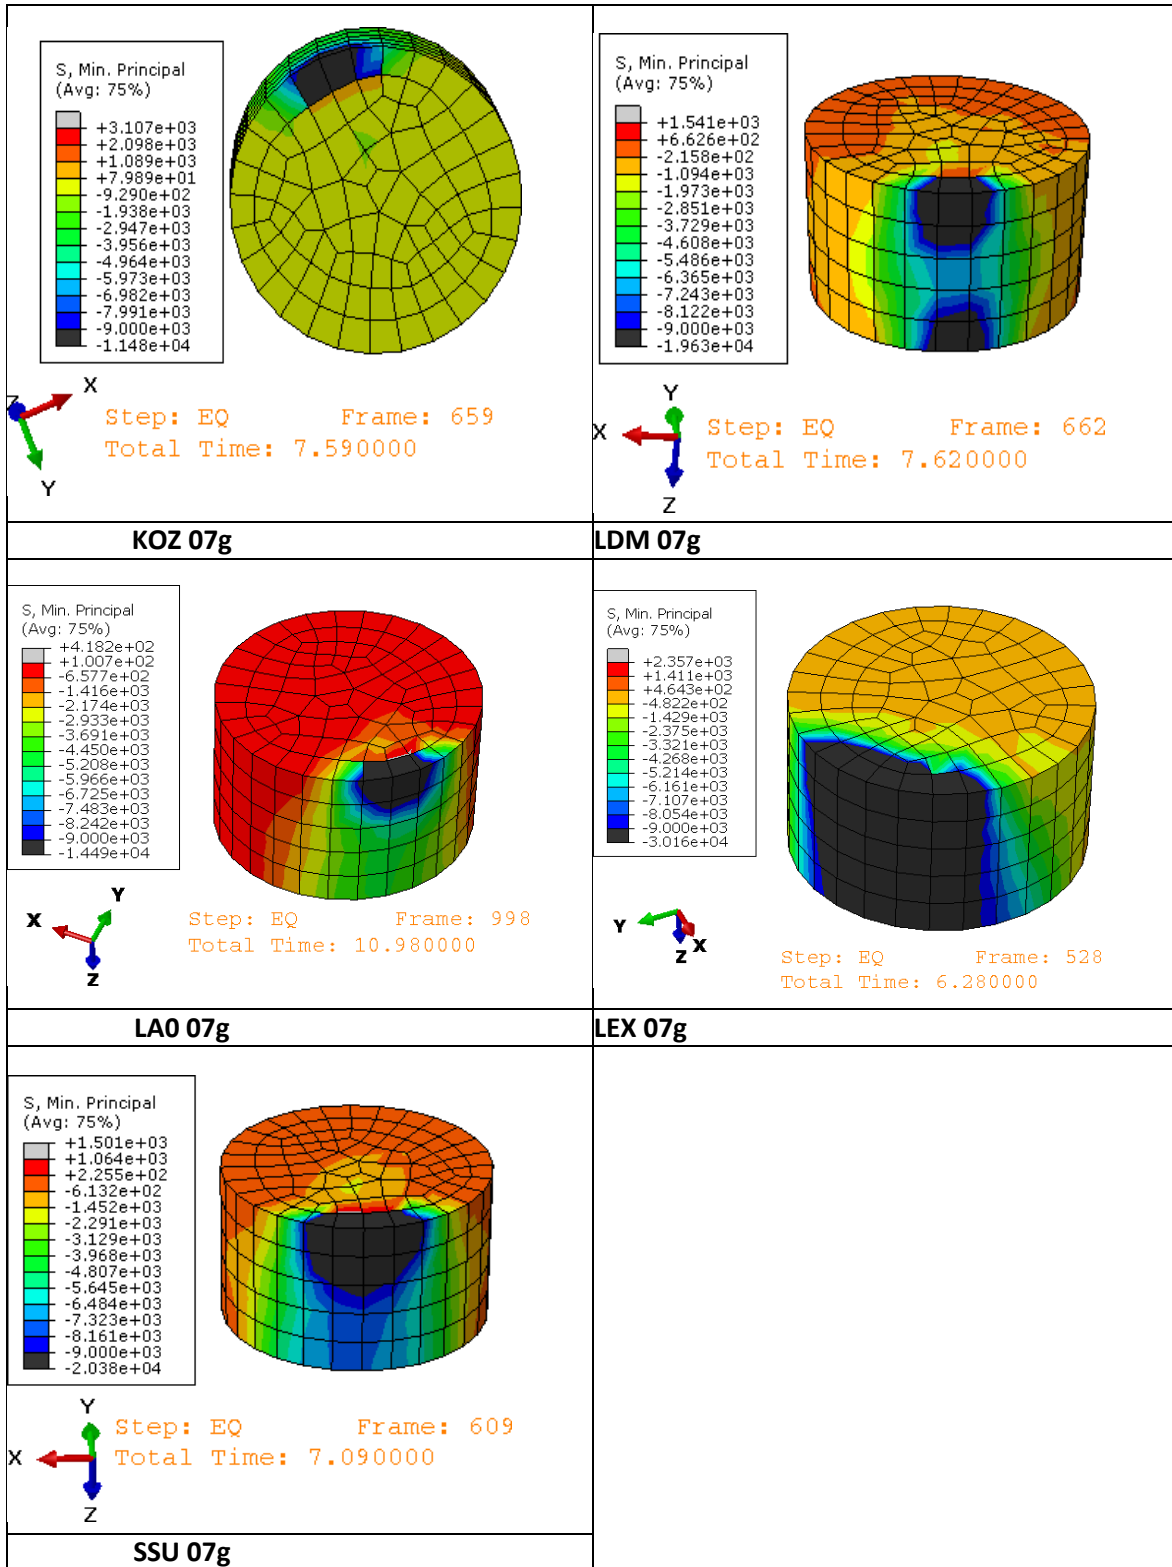 S, Min. Principal
(Avg: 75%)
+3.107e+03
+2.098e+03
+1.089e+03
+7.989e+01
-9.290e+02
-1.938e+03
-2.947e+03
-3.956e+03
-4.964e+03
-5.973e+03
-6.982e+03
-7.991e+03
-9.000e+03
-1.148e+04
Z
X
Y
Step: EQ Frame: 659
Total Time: 7.590000
KOZ 07g
S, Min. Principal
(Avg: 75%)
+1.541e+03
+6.626e+02
-2.158e+02
-1.094e+03
-1.973e+03
-2.851e+03
-3.729e+03
-4.608e+03
-5.486e+03
-6.365e+03
-7.243e+03
-8.122e+03
-9.000e+03
-1.963e+04
Y
X
Z
Step: EQ Frame: 662
Total Time: 7.620000
LDM 07g
S, Min. Principal
(Avg: 75%)
+4.182e+02
+1.007e+02
-6.577e+02
-1.416e+03
-2.174e+03
-2.933e+03
-3.691e+03
-4.450e+03
-5.208e+03
-5.966e+03
-6.725e+03
-7.483e+03
-8.242e+03
-9.000e+03
-1.449e+04
Y
X
Z
Step: EQ Frame: 998
Total Time: 10.980000
LA0 07g
S, Min. Principal
(Avg: 75%)
+2.357e+03
+1.411e+03
+4.643e+02
-4.822e+02
-1.429e+03
-2.375e+03
-3.321e+03
-4.268e+03
-5.214e+03
-6.161e+03
-7.107e+03
-8.054e+03
-9.000e+03
-3.016e+04
Y
Z
X
Step: EQ Frame: 528
Total Time: 6.280000
LEX 07g
S, Min. Principal
(Avg: 75%)
+1.501e+03
+1.064e+03
+2.255e+02
-6.132e+02
-1.452e+03
-2.291e+03
-3.129e+03
-3.968e+03
-4.807e+03
-5.645e+03
-6.484e+03
-7.323e+03
-8.161e+03
-9.000e+03
-2.038e+04
Y
X
Z
Step: EQ Frame: 609
Total Time: 7.090000
SSU 07g